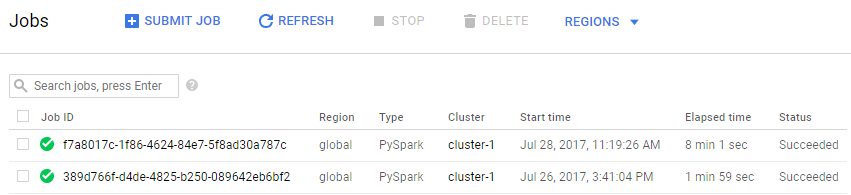 Jobs SUBMIT JOB REFRESH STOP DELETE REGIONS
Search jobs, press Enter ?
Job ID Region Type Cluster Start time Elapsed time Status
f7a8017c-1f86-4624-84e7-5f8ad30a787c global PySpark cluster-1 Jul 28, 2017, 11:19:26 AM 8 min 1 sec Succeeded
389d766f-d4de-4825-b250-089642eb6bf2 global PySpark cluster-1 Jul 26, 2017, 3:41:04 PM 1 min 59 sec Succeeded